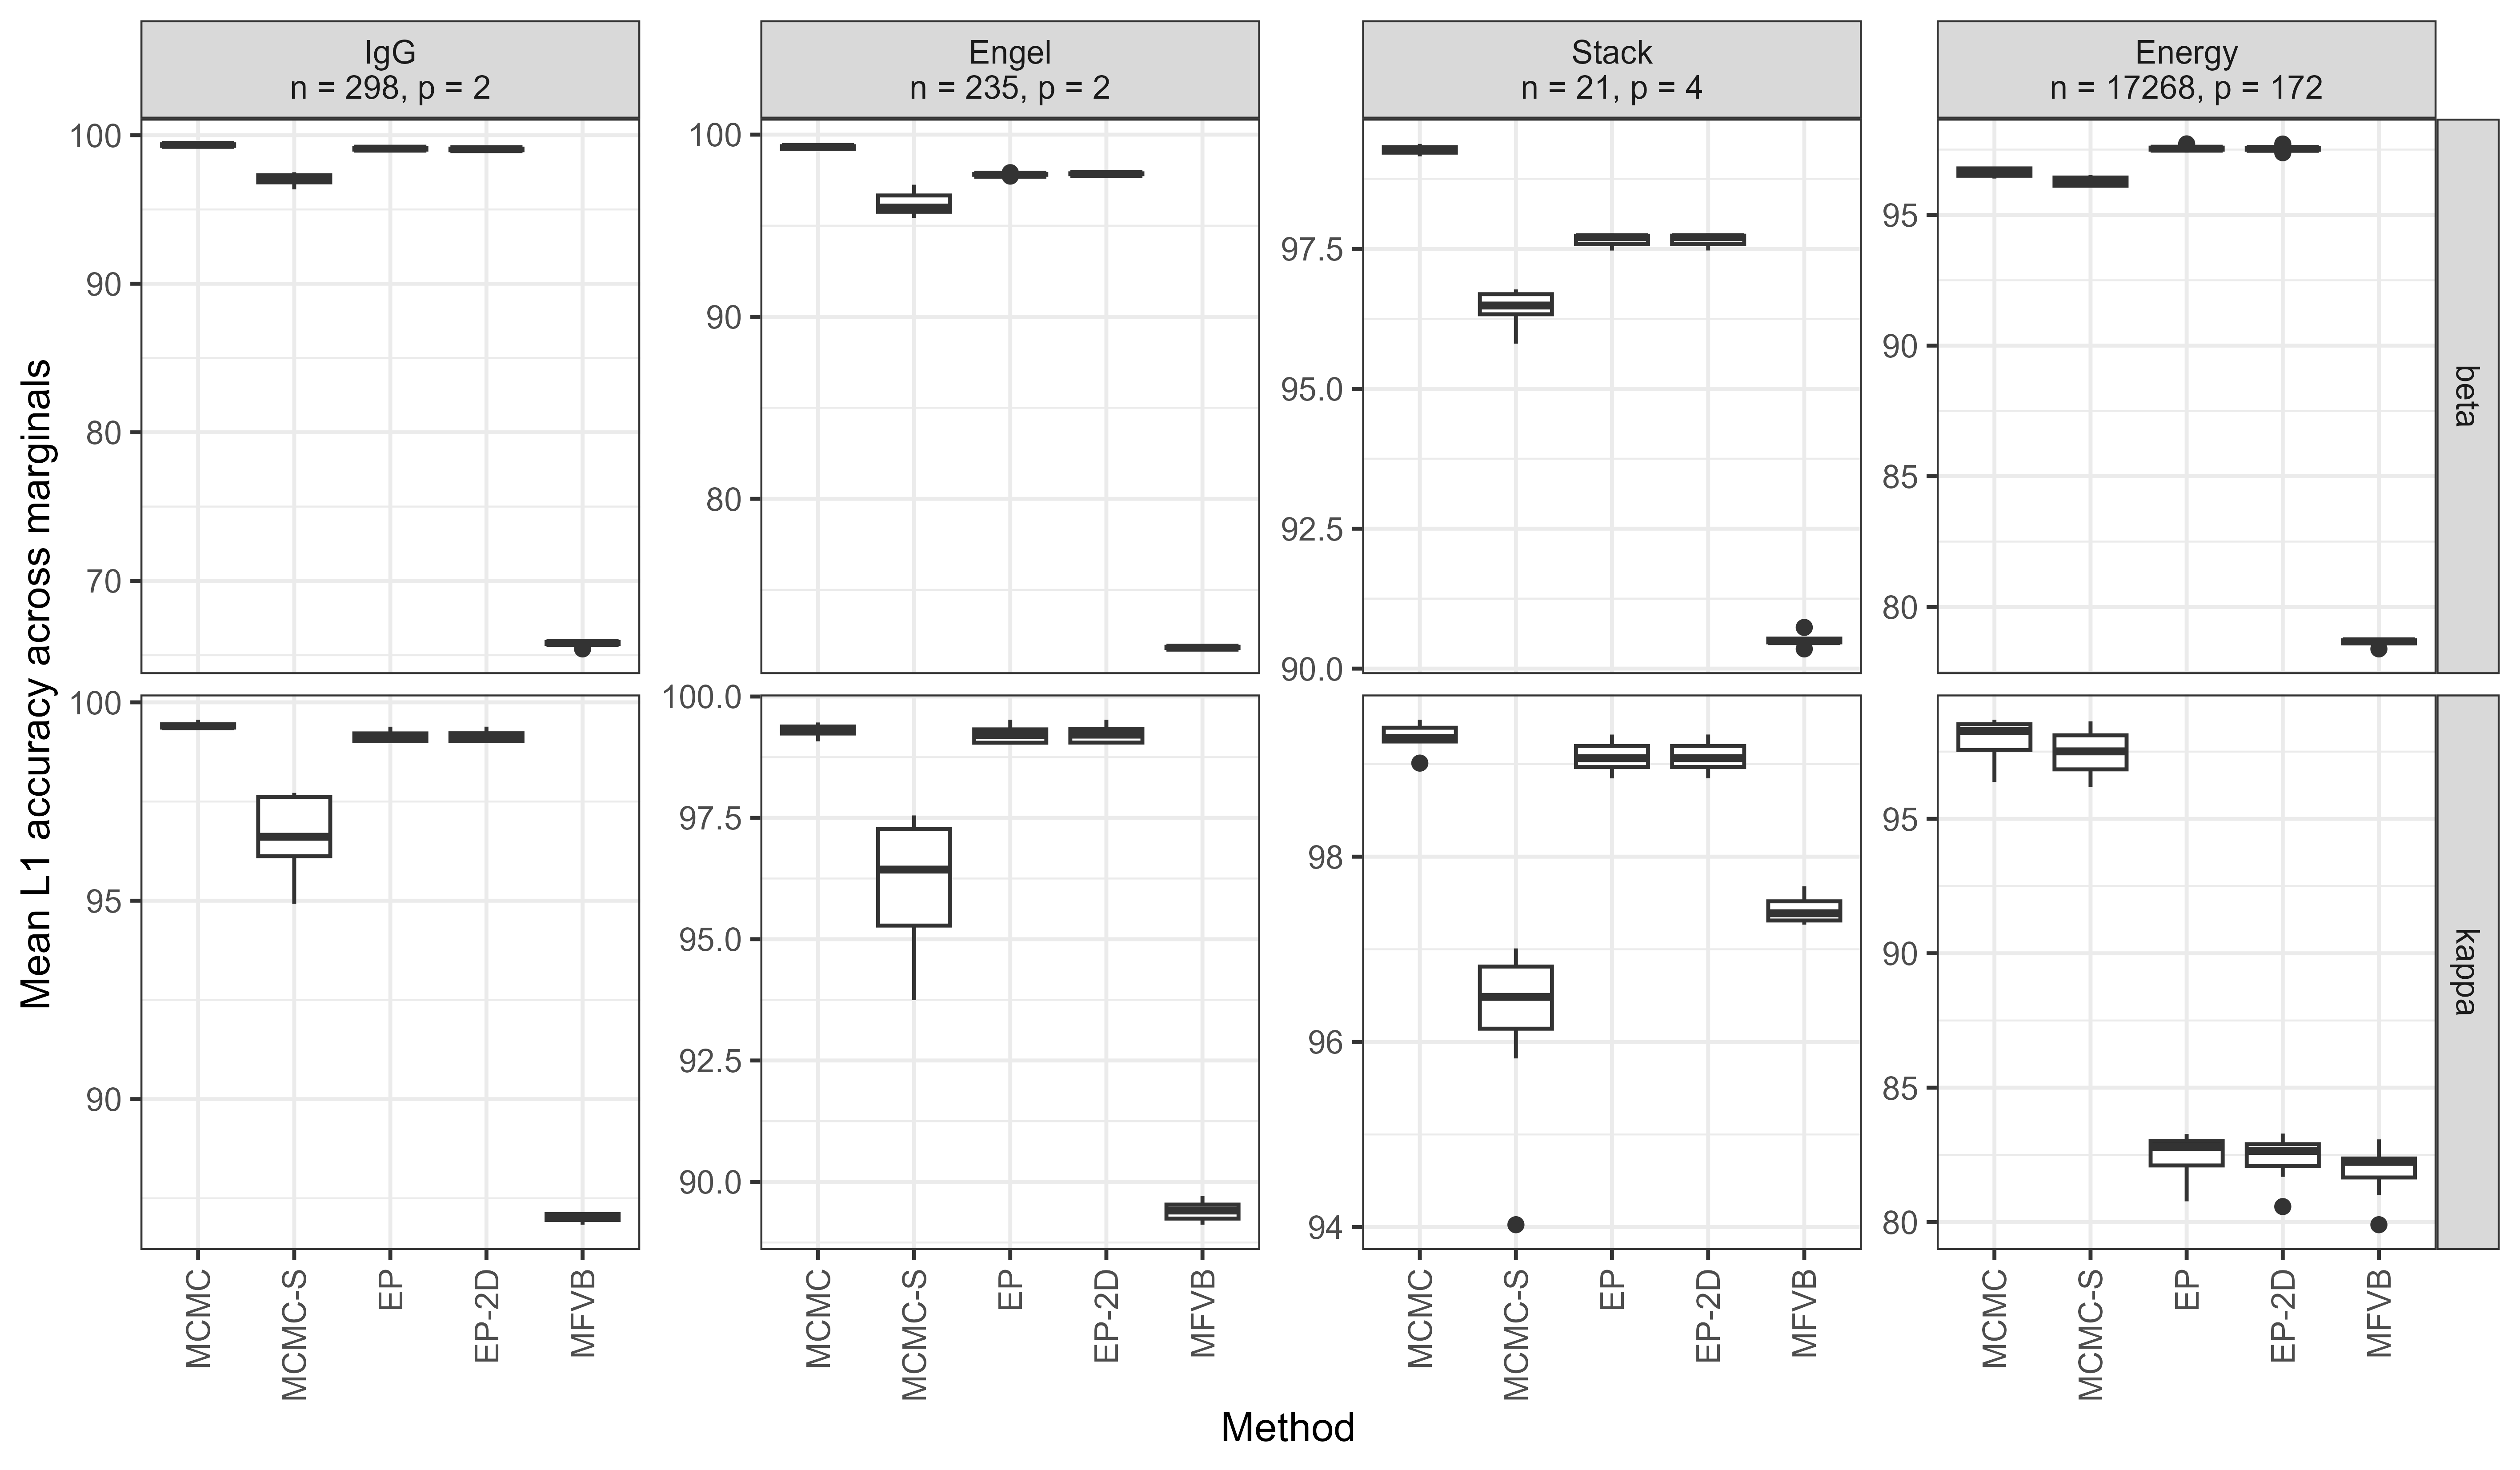 IgG
n = 298, p = 2
Engel
n = 235, p = 2
Stack
n = 21, p = 4
Energy
n = 17268, p = 172
Mean L1 accuracy across marginals
100
90
80
70
100
90
80
97.5
95.0
92.5
90.0
95
90
85
80
beta
100
95
90
100.0
97.5
95.0
92.5
90.0
98
96
94
95
90
85
80
kappa
MCMC
MCMC-S
EP
EP-2D
MFVB
MCMC
MCMC-S
EP
EP-2D
MFVB
MCMC
MCMC-S
EP
EP-2D
MFVB
MCMC
MCMC-S
EP
EP-2D
MFVB
Method